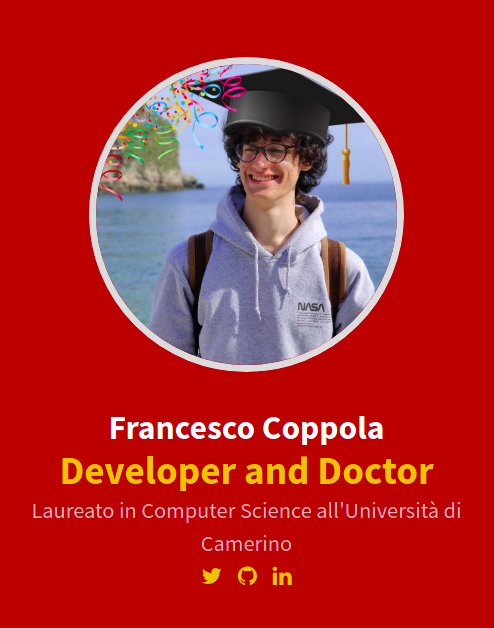 NASA
Francesco Coppola
Developer and Doctor
Laureato in Computer Science all'Università di
Camerino